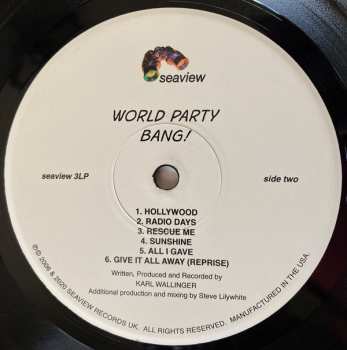 seaview
WORLD PARTY
BANG!
seaview 3LP
side two
1. HOLLYWOOD
2. RADIO DAYS
3. RESCUE ME
4. SUNSHINE
5. ALL I GAVE
6. GIVE IT ALL AWAY (REPRISE)
Written, Produced and Recorded by
KARL WALLINGER
Additional production and mixing by Steve Lilywhite
℗© 2006 & 2020 SEAVIEW RECORDS UK. ALL RIGHTS RESERVED. MANUFACTURED IN THE USA.